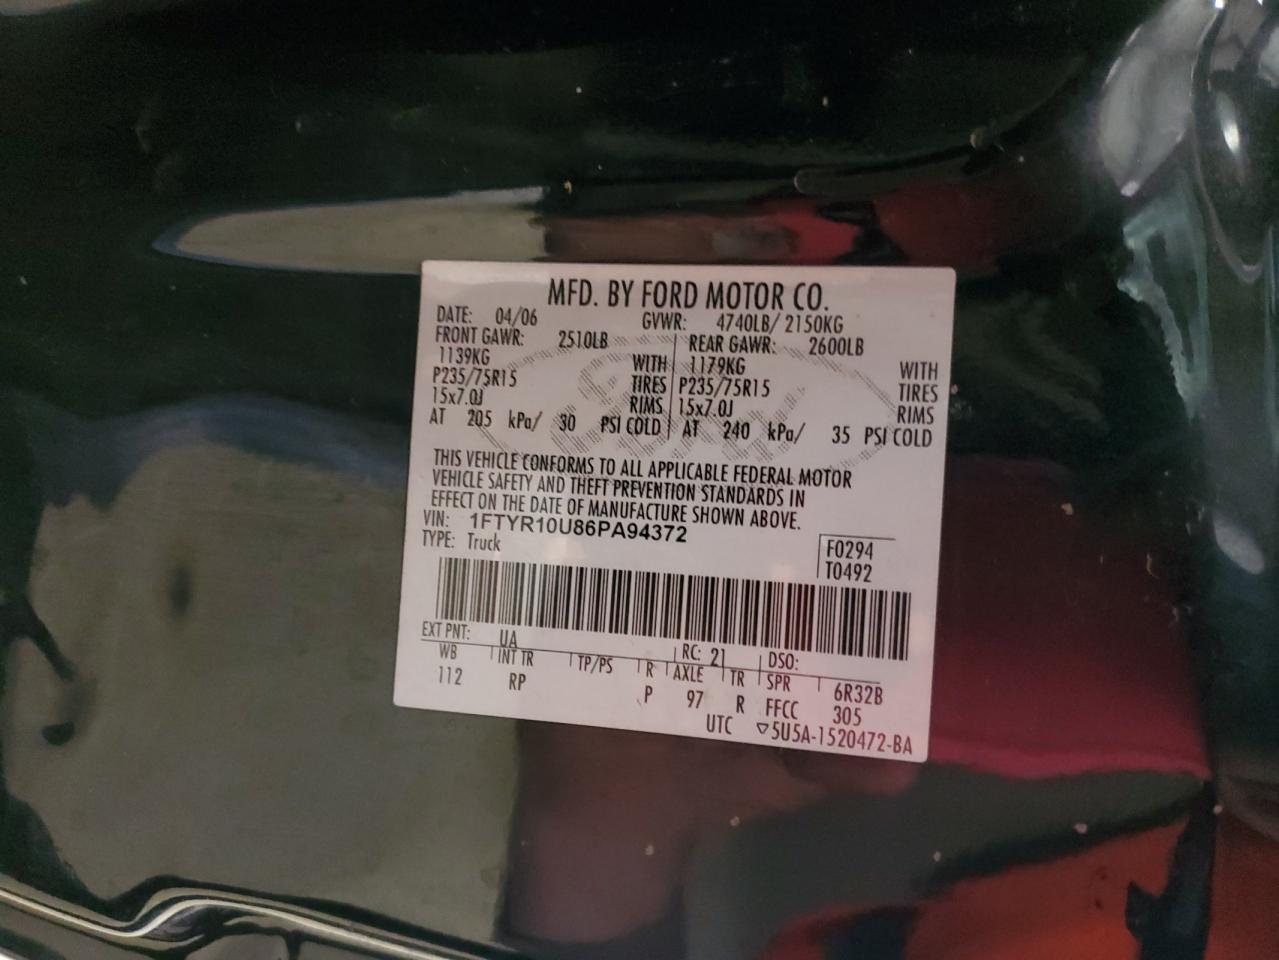 MFD. BY FORD MOTOR CO.
DATE: 04/06 GVWR: 4740LB/ 2150KG
FRONT GAWR: 2510LB REAR GAWR: 2600LB
1139KG WITH 1179KG WITH
P235/75R15 TIRES P235/75R15 TIRES
15x7.0J RIMS 15x7.0J RIMS
AT 205 kPa/ 30 PSI COLD AT 240 kPa/ 35 PSI COLD
THIS VEHICLE CONFORMS TO ALL APPLICABLE FEDERAL MOTOR
VEHICLE SAFETY AND THEFT PREVENTION STANDARDS IN
EFFECT ON THE DATE OF MANUFACTURE SHOWN ABOVE.
VIN: 1FTYR10U86PA94372
TYPE: Truck
F0294
T0492
EXT PNT: UA RC: 21 DSO:
WB INT TR TP/PS R AXLE TR SPR 6R32B
112 RP P 97 R FFCC 305
UTC ▽5U5A-1520472-BA